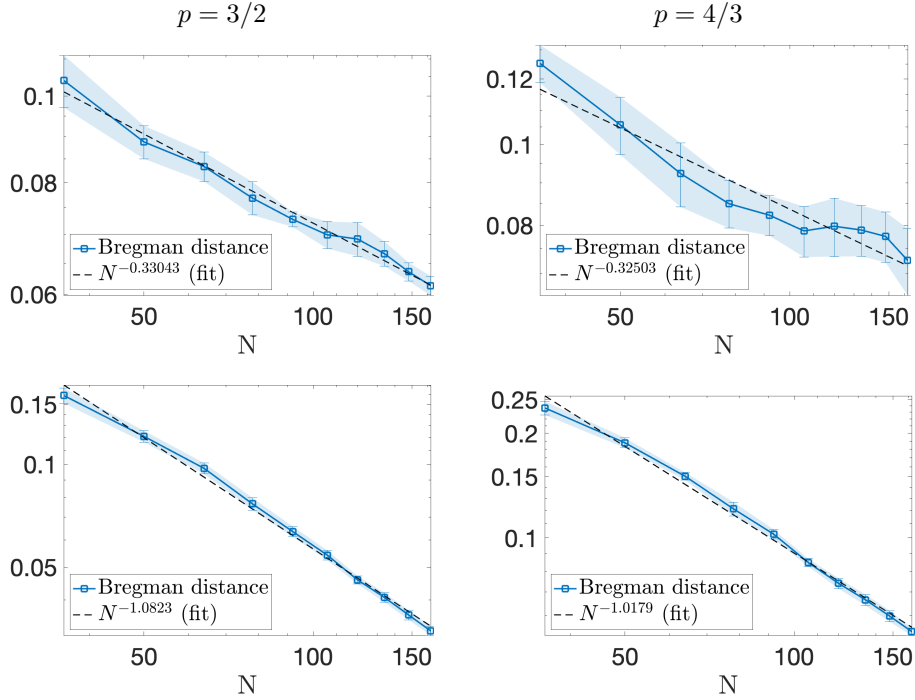 p = 3/2
p = 4/3
0.1
0.08
0.06
50
100
150
N
Bregman distance
N^{-0.33043} (fit)
0.12
0.1
0.08
50
100
150
N
Bregman distance
N^{-0.32503} (fit)
0.15
0.1
0.05
50
100
150
N
Bregman distance
N^{-1.0823} (fit)
0.25
0.2
0.15
0.1
50
100
150
N
Bregman distance
N^{-1.0179} (fit)